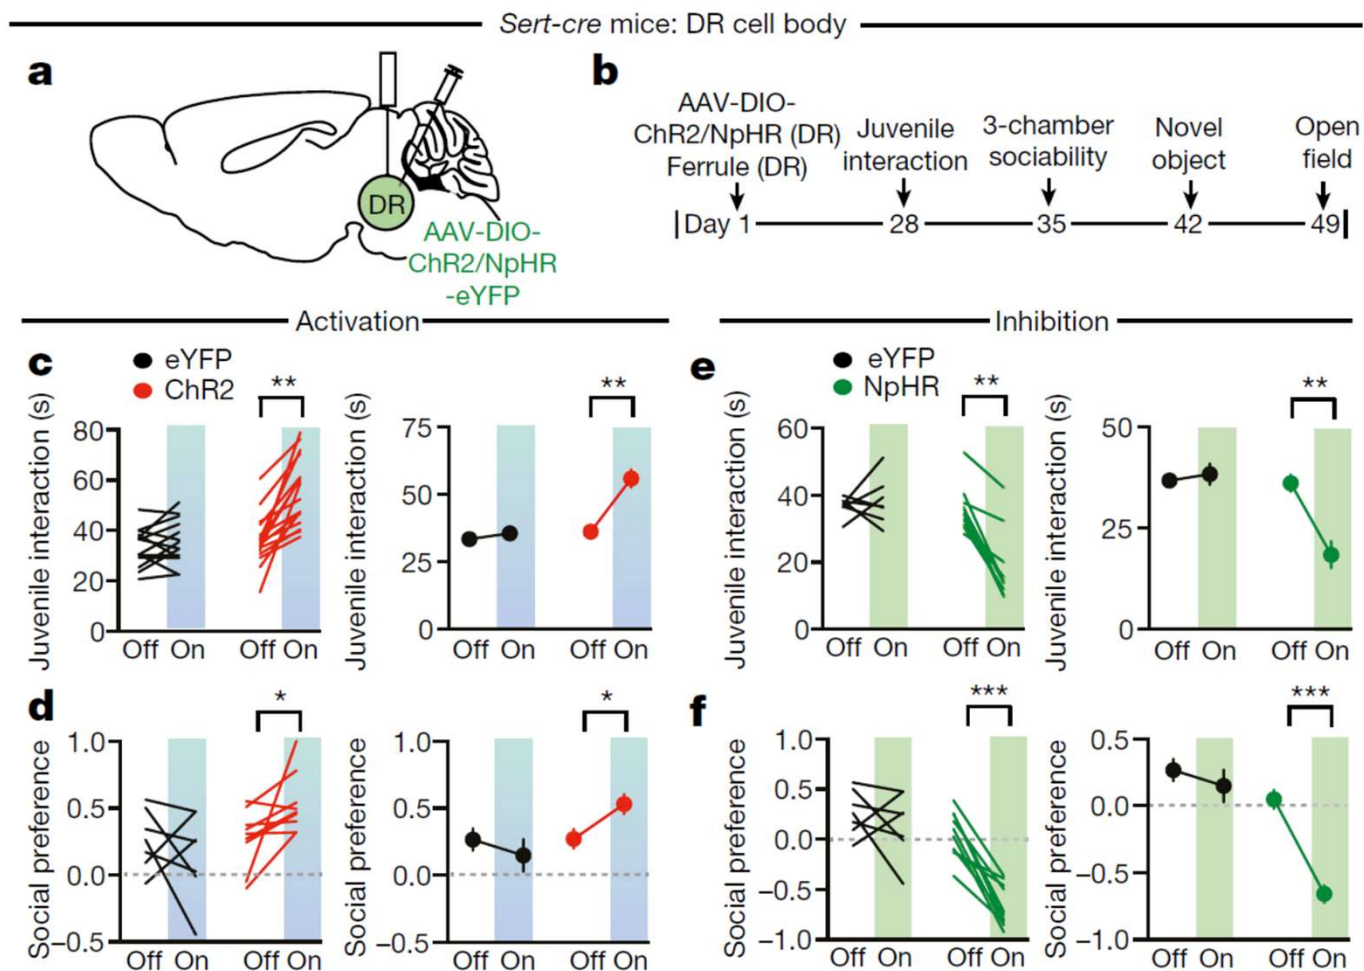 Sert-cre mice: DR cell body
a
DR
AAV-DIO-
ChR2/NpHR
-eYFP
b
AAV-DIO-
ChR2/NpHR (DR)
Ferrule (DR)
Juvenile
interaction
3-chamber
sociability
Novel
object
Open
field
Day 1
28
35
42
49
Activation
c
eYFP
ChR2
Juvenile interaction (s)
80
60
40
20
0
**
Off On
Off On
Juvenile interaction (s)
75
50
25
0
**
Off On
Off On
d
Social preference
1.0
0.5
0.0
−0.5
*
Off On
Off On
Social preference
1.0
0.5
0.0
−0.5
*
Off On
Off On
Inhibition
e
eYFP
NpHR
Juvenile interaction (s)
60
40
20
0
**
Off On
Off On
Juvenile interaction (s)
50
25
0
**
Off On
Off On
f
Social preference
1.0
0.5
0.0
−0.5
−1.0
***
Off On
Off On
Social preference
0.5
0.0
−0.5
−1.0
***
Off On
Off On